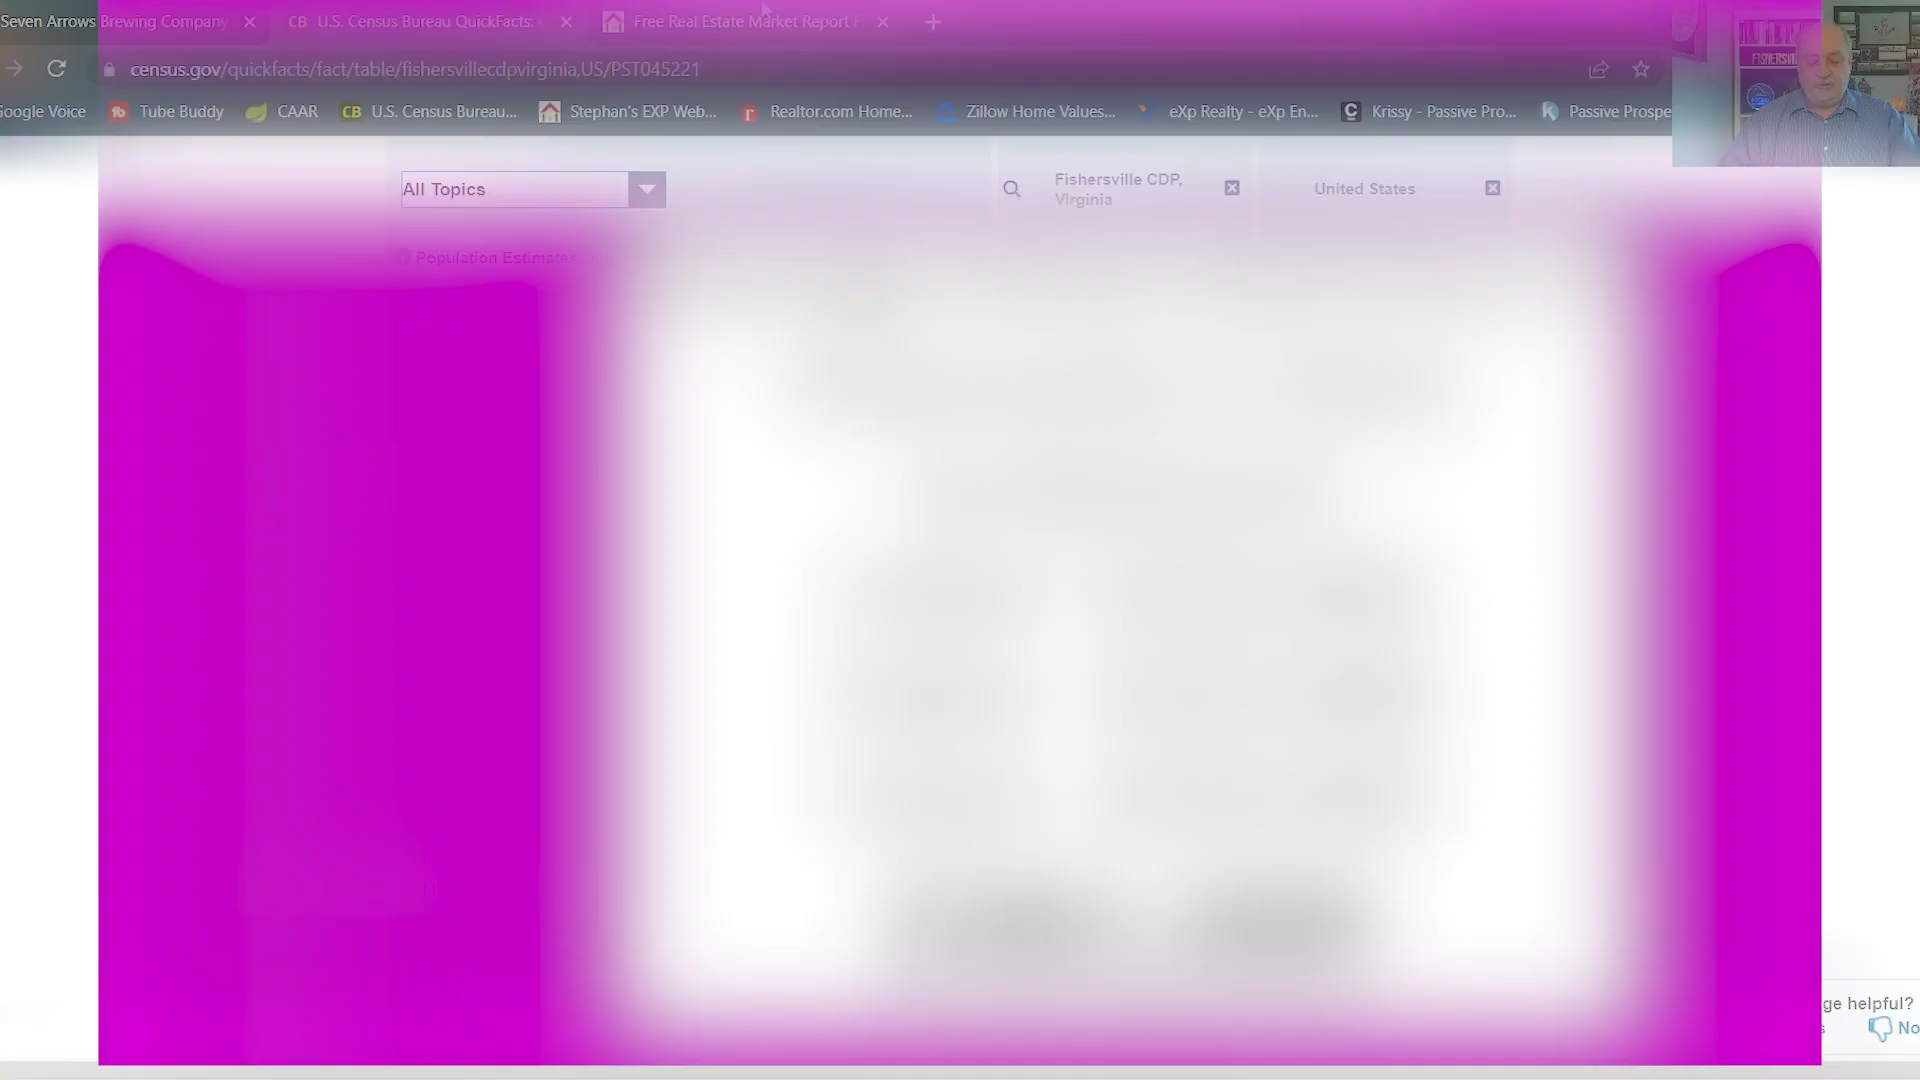 Seven Arrows Brewing Company
CB U.S. Census Bureau QuickFacts:
Free Real Estate Market Report
census.gov/quickfacts/fact/table/fishersvillecdpvirginia,US/PST045221
Google Voice
Tube Buddy
CAAR
CB U.S. Census Bureau...
Stephan's EXP Web...
Realtor.com Home...
Zillow Home Values...
eXp Realty - eXp En...
Krissy - Passive Pro...
Passive Prospe
All Topics
Fishersville CDP,
Virginia
United States
Population Estimates
ge helpful?
No